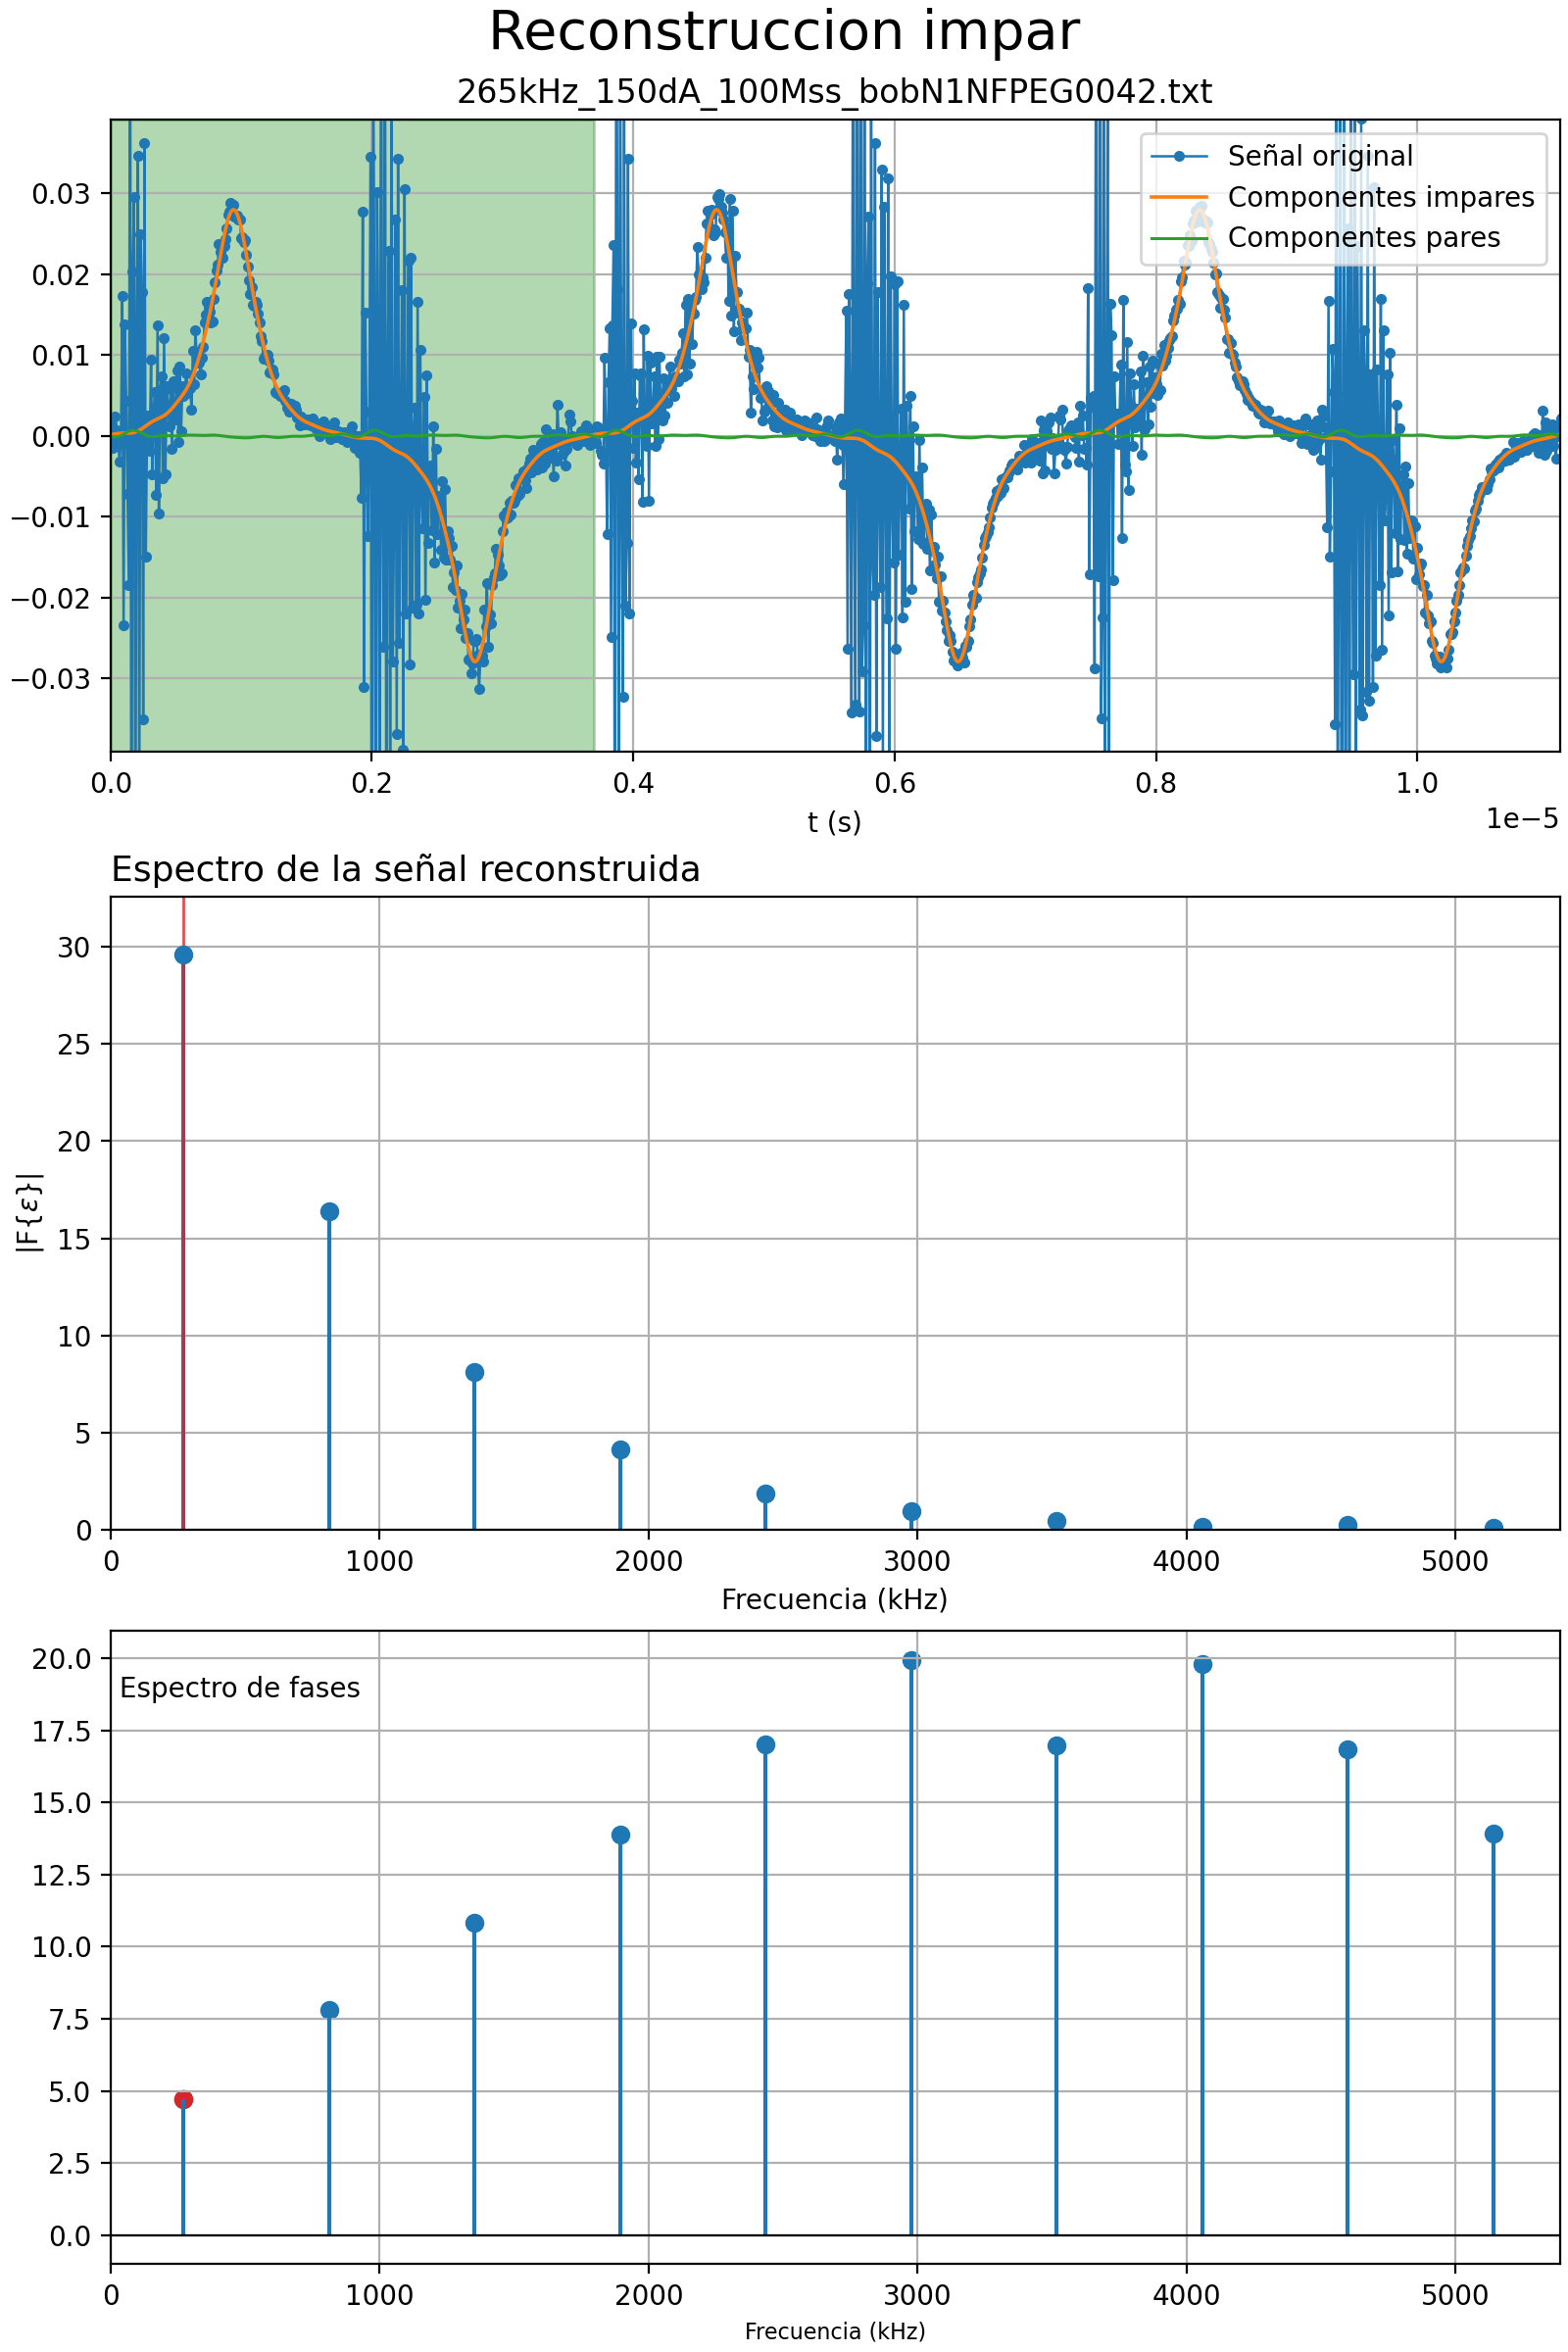 Reconstruccion impar
265kHz_150dA_100Mss_bobN1NFPEG0042.txt
0.03
0.02
0.01
0.00
−0.01
−0.02
−0.03
Señal original
Componentes impares
Componentes pares
0.0 0.2 0.4 0.6 0.8 1.0
t (s)
1e−5
Espectro de la señal reconstruida
|F{ε}|
30
25
20
15
10
5
0
0 1000 2000 3000 4000 5000
Frecuencia (kHz)
Espectro de fases
20.0
17.5
15.0
12.5
10.0
7.5
5.0
2.5
0.0
0 1000 2000 3000 4000 5000
Frecuencia (kHz)